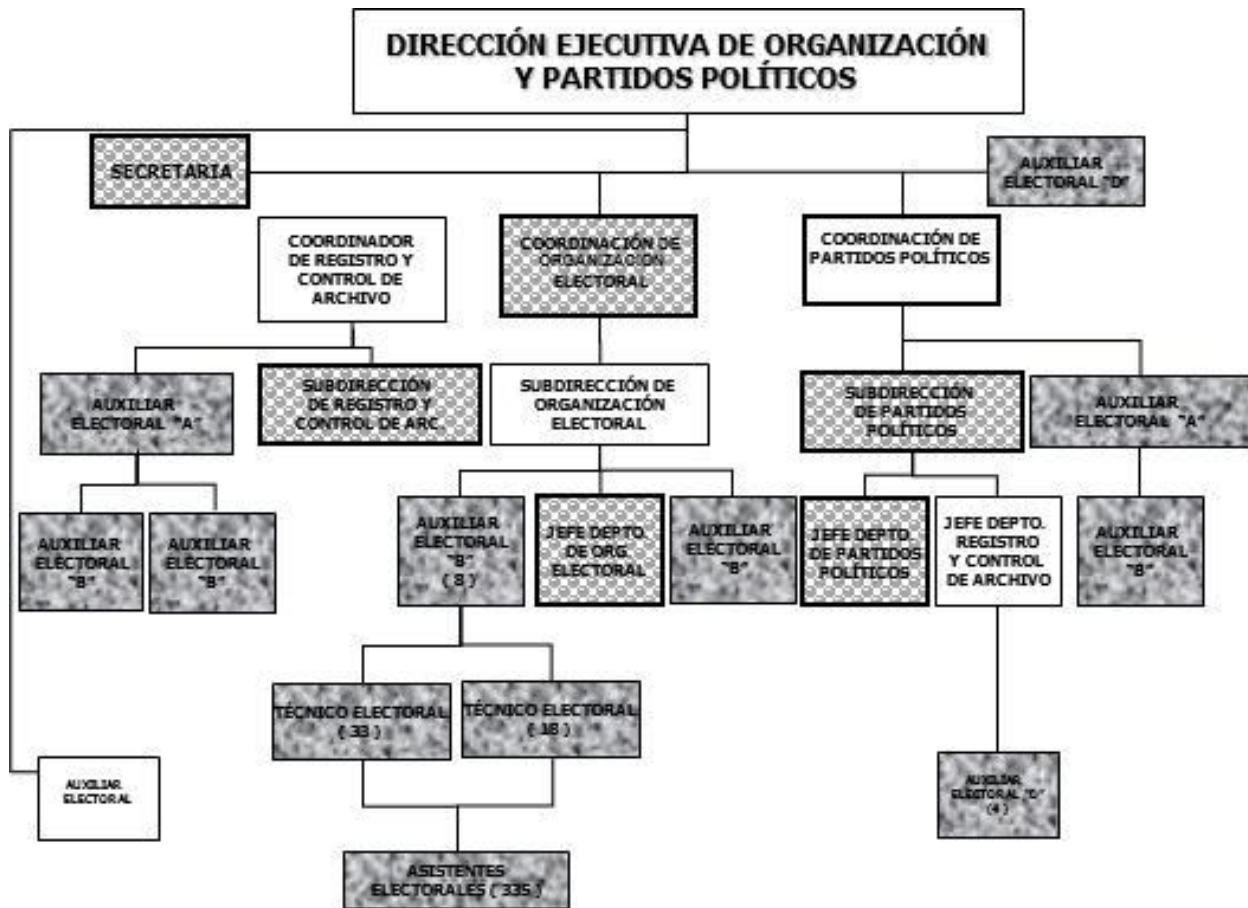 DIRECCIÓN EJECUTIVA DE ORGANIZACIÓN
Y PARTIDOS POLÍTICOS
SECRETARIA
AUXILIAR
ELECTORAL "D"
COORDINADOR
DE REGISTRO Y
CONTROL DE
ARCHIVO
COORDINACIÓN DE
ORGANIZACIÓN
ELECTORAL
COORDINACIÓN DE
PARTIDOS POLÍTICOS
AUXILIAR
ELECTORAL "A"
SUBDIRECCIÓN
DE REGISTRO Y
CONTROL DE ARC.
SUBDIRECCIÓN DE
ORGANIZACIÓN
ELECTORAL
SUBDIRECCIÓN
DE PARTIDOS
POLÍTICOS
AUXILIAR
ELECTORAL "A"
AUXILIAR
ELECTORAL
"B"
AUXILIAR
ELECTORAL
"B"
AUXILIAR
ELECTORAL
"B"
( 8 )
JEFE DEPTO.
DE ORG.
ELECTORAL
AUXILIAR
ELECTORAL
"B"
JEFE DEPTO.
DE PARTIDOS
POLÍTICOS
JEFE DEPTO.
REGISTRO
Y CONTROL
DE ARCHIVO
AUXILIAR
ELECTORAL
"B"
TÉCNICO ELECTORAL
( 33 )
TÉCNICO ELECTORAL
( 18 )
AUXILIAR
ELECTORAL
AUXILIAR
ELECTORAL "D"
(4 )
ASISTENTES
ELECTORALES ( 335 )